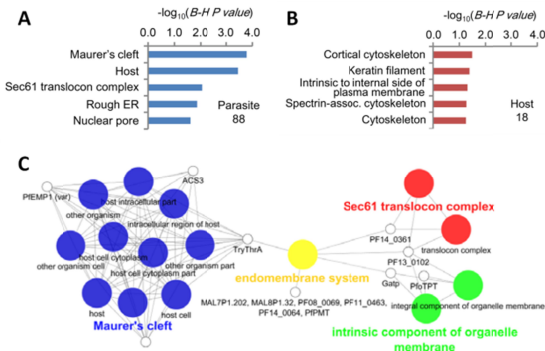 A
-log10(B-H P value)
0.0 1.0 2.0 3.0 4.0
Maurer's cleft
Host
Sec61 translocon complex
Rough ER
Nuclear pore
Parasite
88
B
-log10(B-H P value)
0.0 1.0 2.0 3.0 4.0
Cortical cytoskeleton
Keratin filament
Intrinsic to internal side of
plasma membrane
Spectrin-assoc. cytoskeleton
Cytoskeleton
Host
18
C
PfEMP1 (var)
ACS3
host intracellular part
other organism
intracellular region of host
host cell cytoplasm
other organism cell
other organism part
host cell cytoplasm part
host
host cell
Maurer's cleft
TryThrA
endomembrane system
MAL7P1.202, MAL8P1.32, PF08_0069, PF11_0463,
PF14_0064, PfPMT
Sec61 translocon complex
PF14_0361
translocon complex
PF13_0102
Gatp
PfoTPT
integral component of organelle membrane
intrinsic component of organelle
membrane